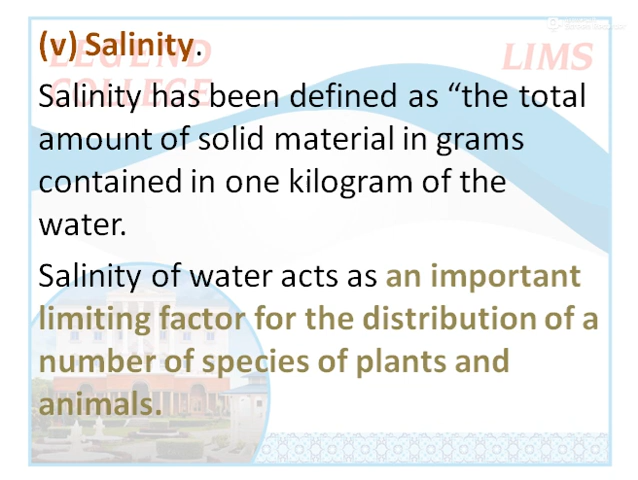 (v) Salinity.
LEGEND
COLLEGE
LIMS
Salinity has been defined as “the total
amount of solid material in grams
contained in one kilogram of the
water.
Salinity of water acts as an important
limiting factor for the distribution of a
number of species of plants and
animals.